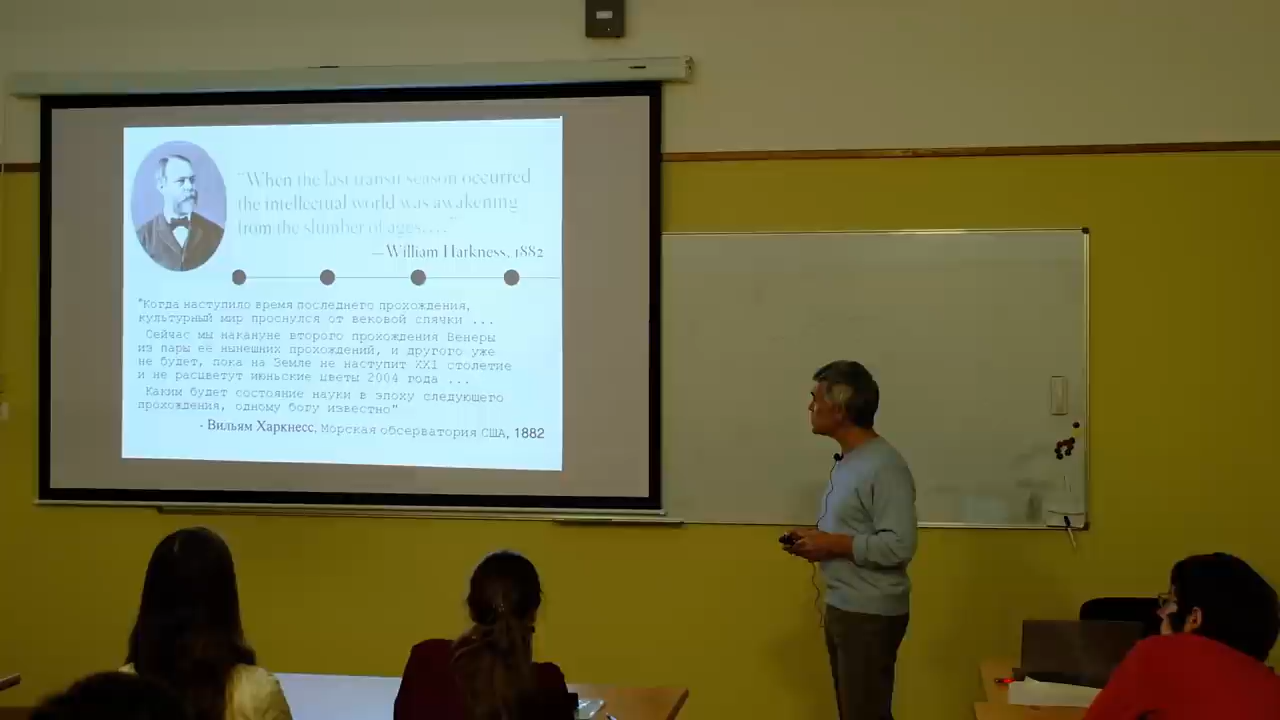 "When the last transit season occurred
the intellectual world was awakening
from the slumber of ages...."
—William Harkness, 1882
"Когда наступило время последнего прохождения,
культурный мир проснулся от вековой спячки ...
Сейчас мы накануне второго прохождения Венеры
из пары её нынешних прохождений, и другого уже
не будет, пока на Земле не наступит XXI столетие
и не расцветут июньские цветы 2004 года ...
Каким будет состояние науки в эпоху следующего
прохождения, одному богу известно"
- Вильям Харкнесс, Морская обсерватория США, 1882